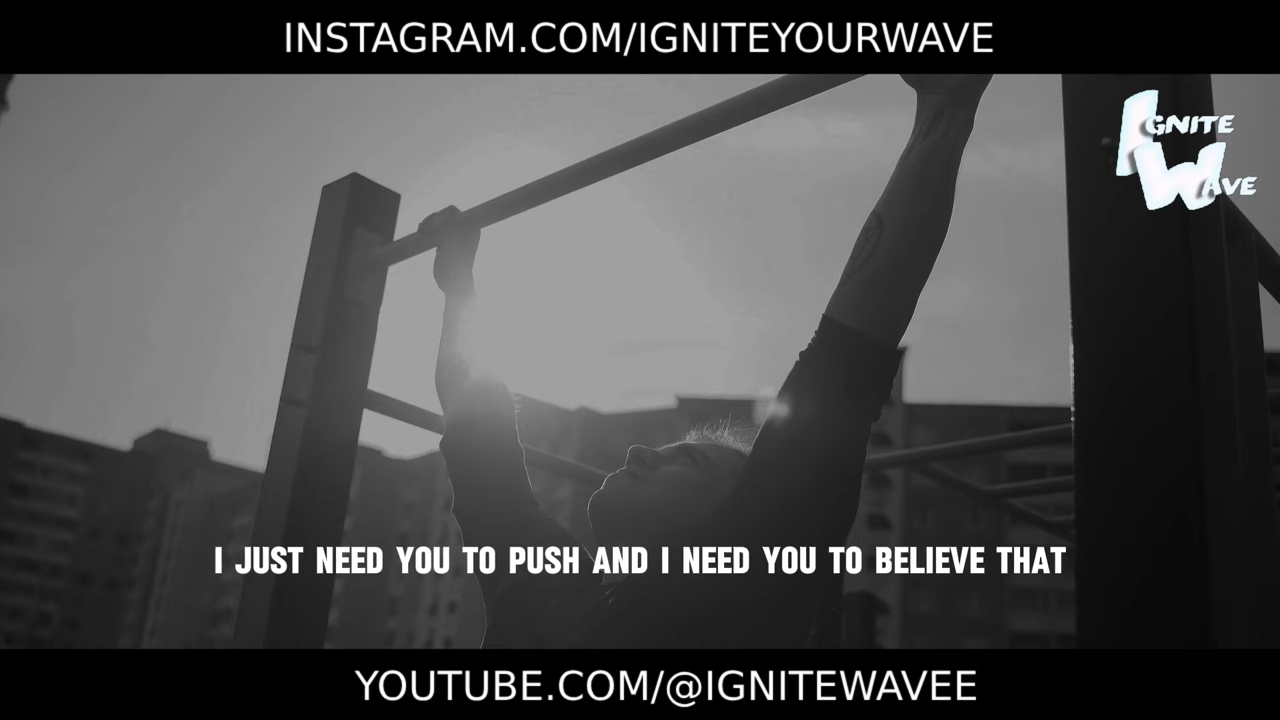 INSTAGRAM.COM/IGNITEYOURWAVE
IGNITE
WAVE
I JUST NEED YOU TO PUSH AND I NEED YOU TO BELIEVE THAT
YOUTUBE.COM/@IGNITEWAVEE